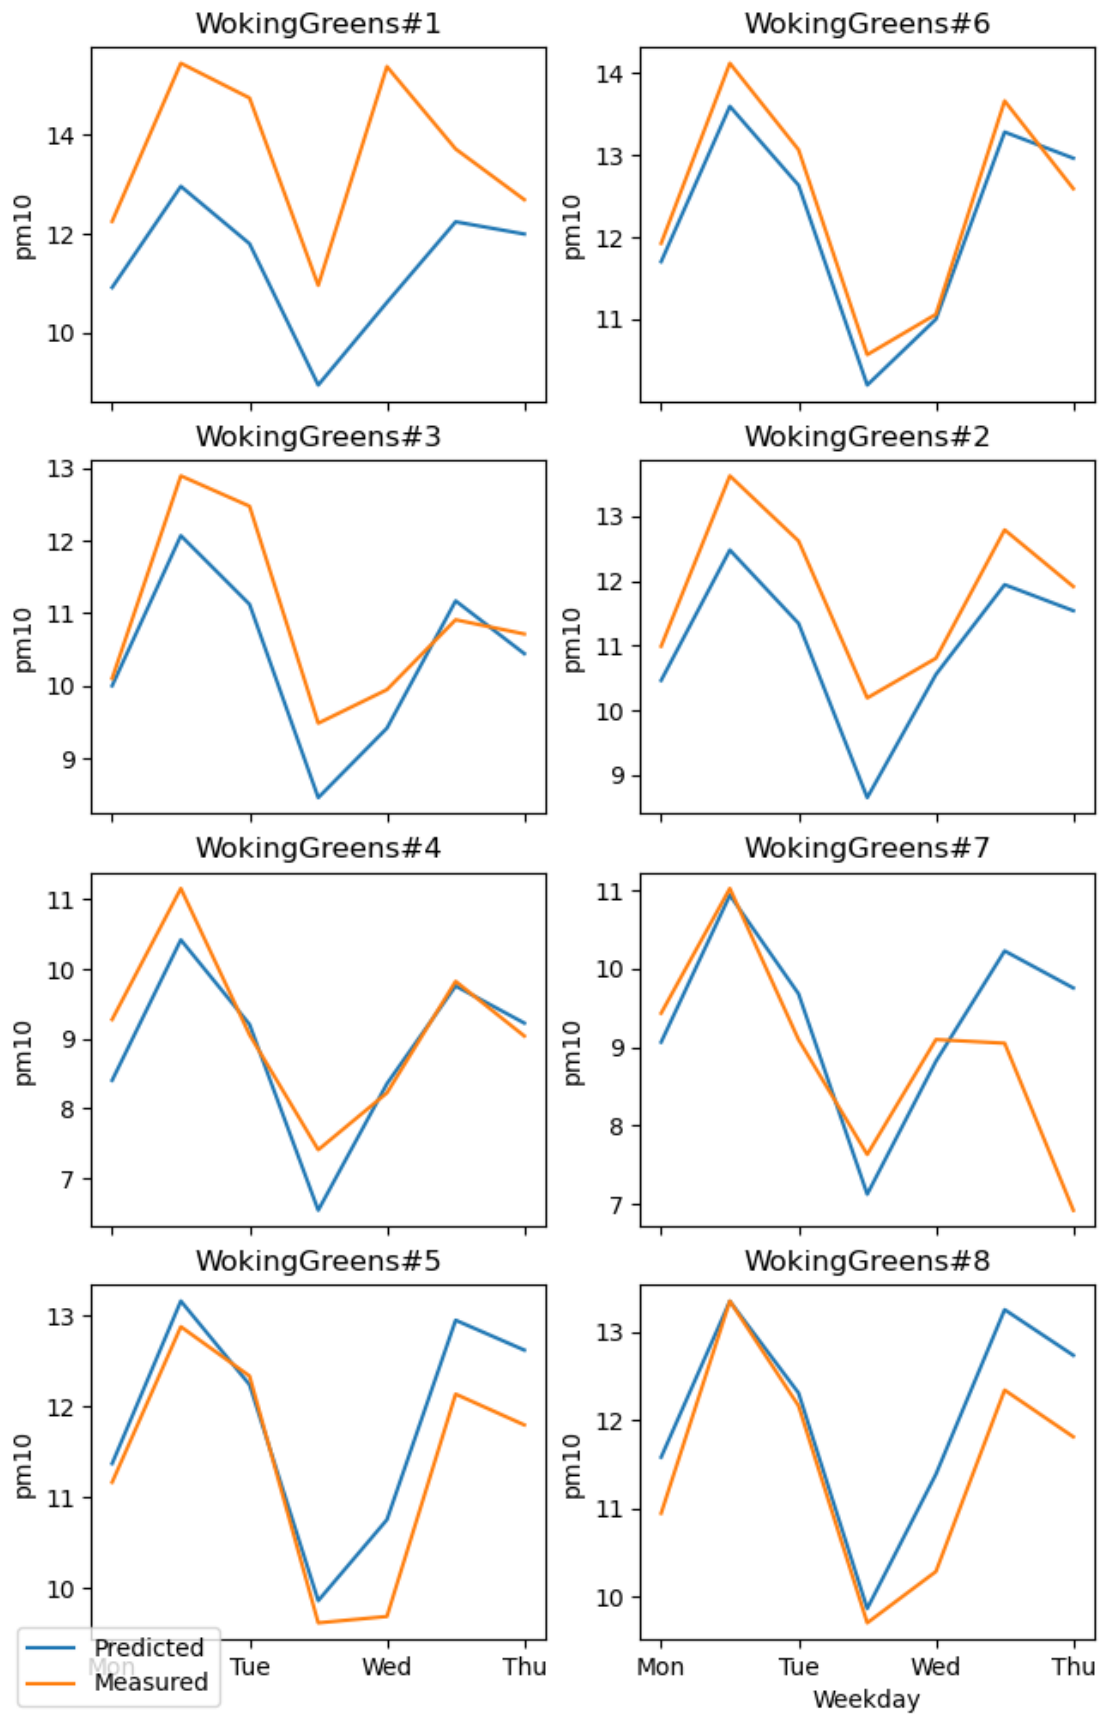 WokingGreens#1
14
12
10
pm10
WokingGreens#6
14
13
12
11
pm10
WokingGreens#3
13
12
11
10
9
pm10
WokingGreens#2
13
12
11
10
9
pm10
WokingGreens#4
11
10
9
8
7
pm10
WokingGreens#7
11
10
9
8
7
pm10
WokingGreens#5
13
12
11
10
pm10
Mon Tue Wed Thu
WokingGreens#8
13
12
11
10
pm10
Mon Tue Wed Thu
Weekday
Predicted
Measured